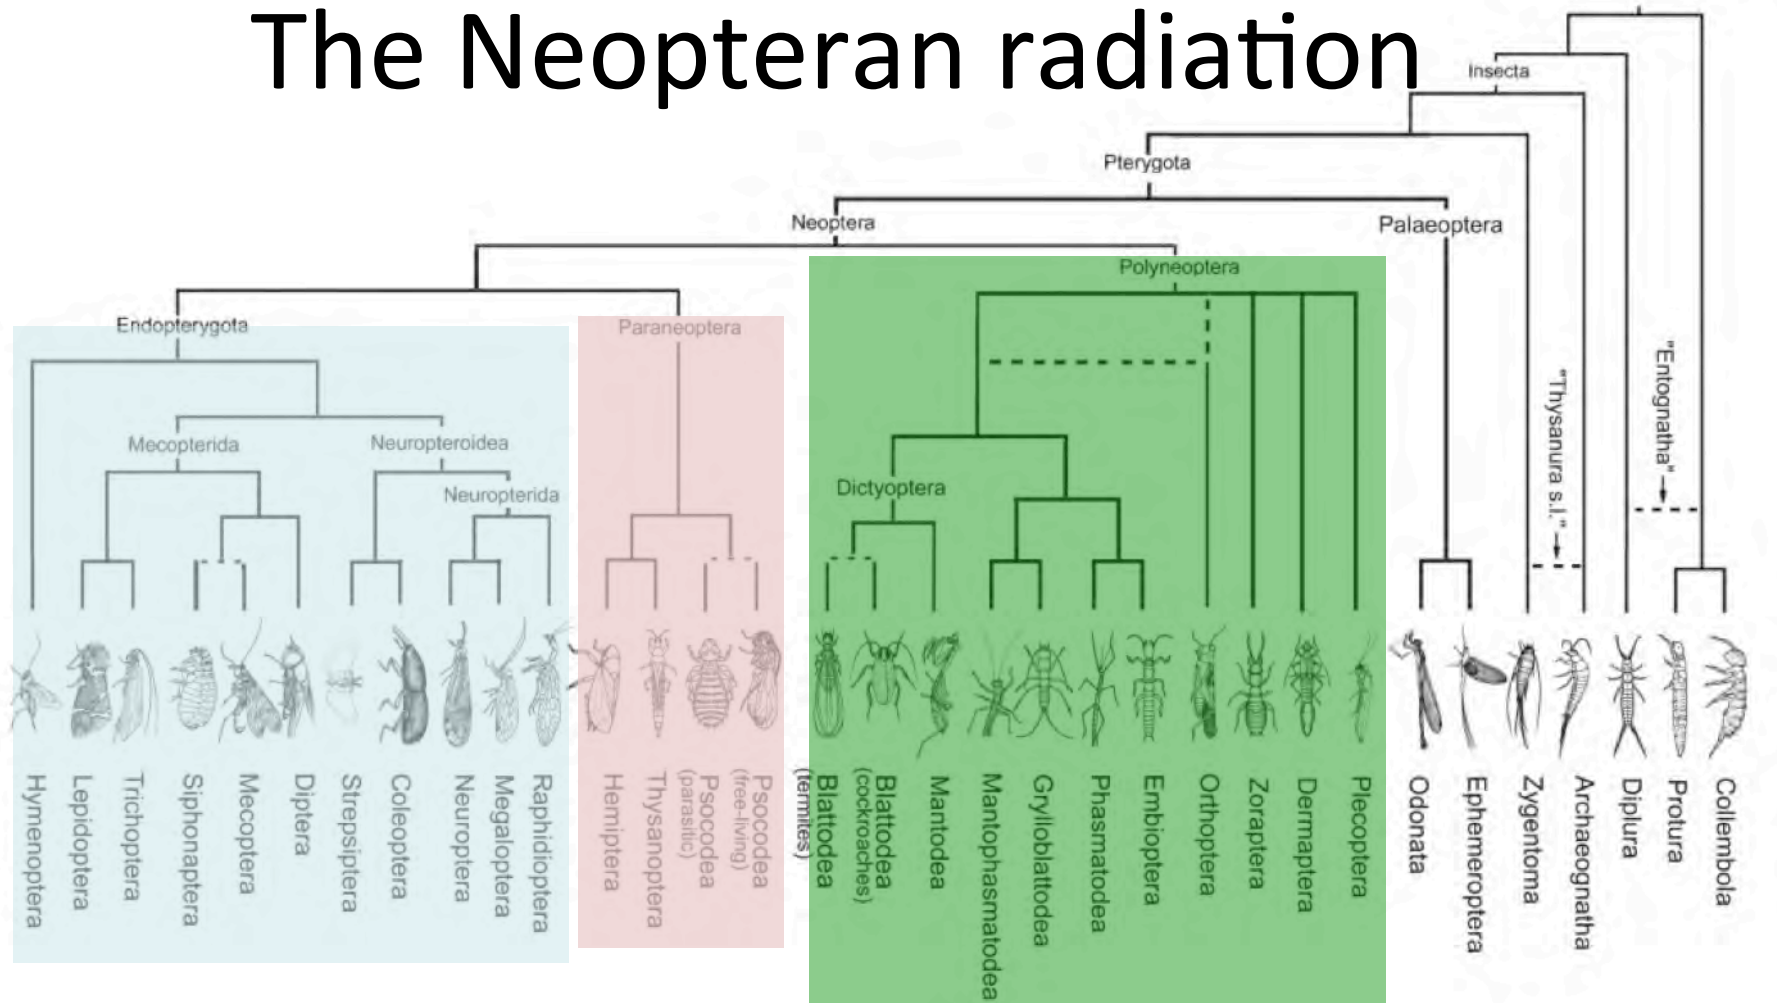 The Neopteran radiation
Insecta
Pterygota
Neoptera
Palaeoptera
Polyneoptera
Endopterygota
Paraneoptera
"Thysanura s.l."
"Entognatha"
Mecopterida
Neuropteroidea
Neuropterida
Dictyoptera
Hymenoptera
Lepidoptera
Trichoptera
Siphonaptera
Mecoptera
Diptera
Strepsiptera
Coleoptera
Neuroptera
Megaloptera
Raphidioptera
Hemiptera
Thysanoptera
Psocodea
(parasitic)
Psocodea
(free-living)
Blattodea
(termites)
Blattodea
(cockroaches)
Mantodea
Mantophasmatodea
Grylloblattodea
Phasmatodea
Embioptera
Orthoptera
Zoraptera
Dermaptera
Plecoptera
Odonata
Ephemeroptera
Zygentoma
Archaeognatha
Diplura
Protura
Collembola